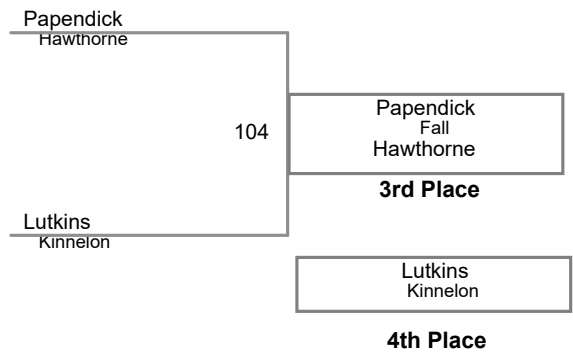 Papendick
Hawthorne
104
Papendick
Fall
Hawthorne
3rd Place
Lutkins
Kinnelon
Lutkins
Kinnelon
4th Place